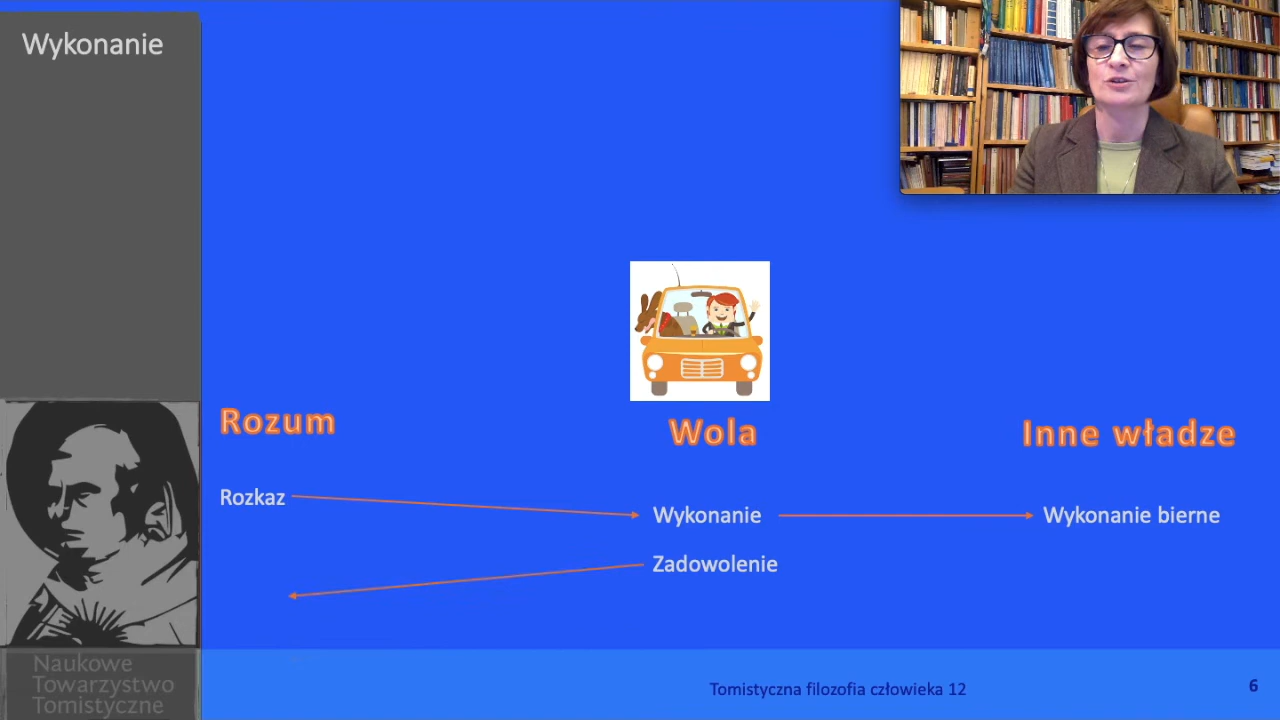 Wykonanie
Rozum
Wola
Inne władze
Rozkaz
Wykonanie
Wykonanie bierne
Zadowolenie
Naukowe
Towarzystwo
Tomistyczne
Tomistyczna filozofia człowieka 12
6